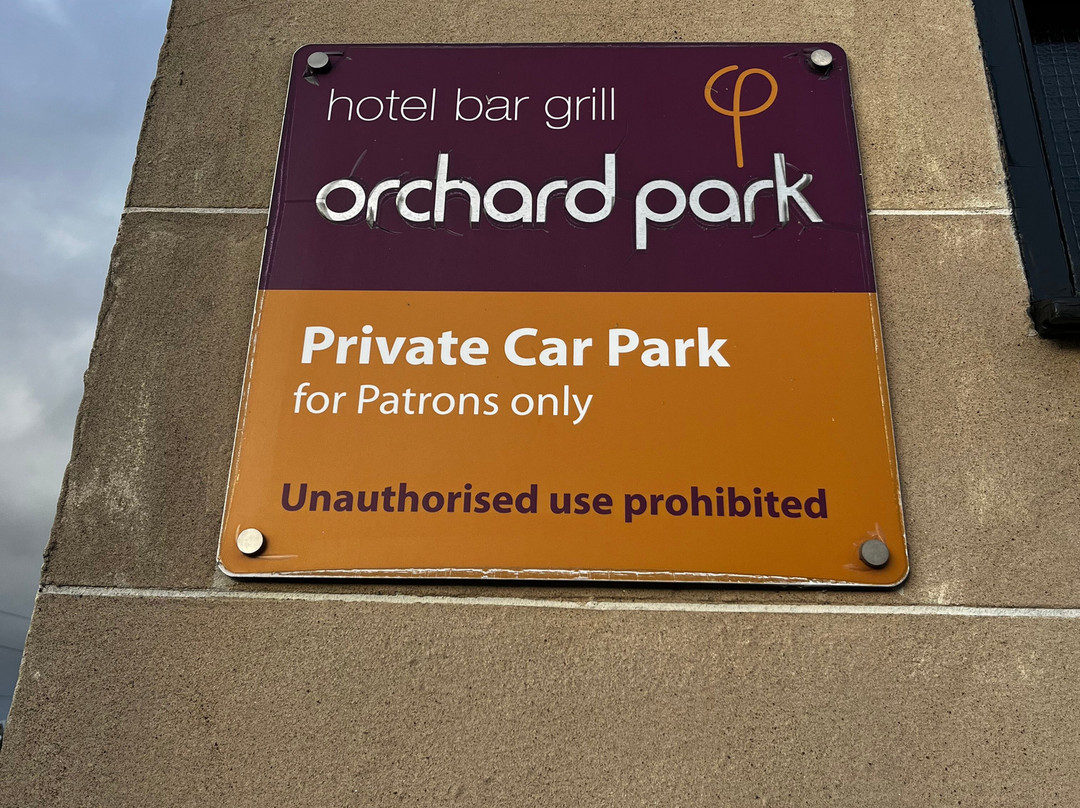 hotel bar grill
orchard park
Private Car Park
for Patrons only
Unauthorised use prohibited